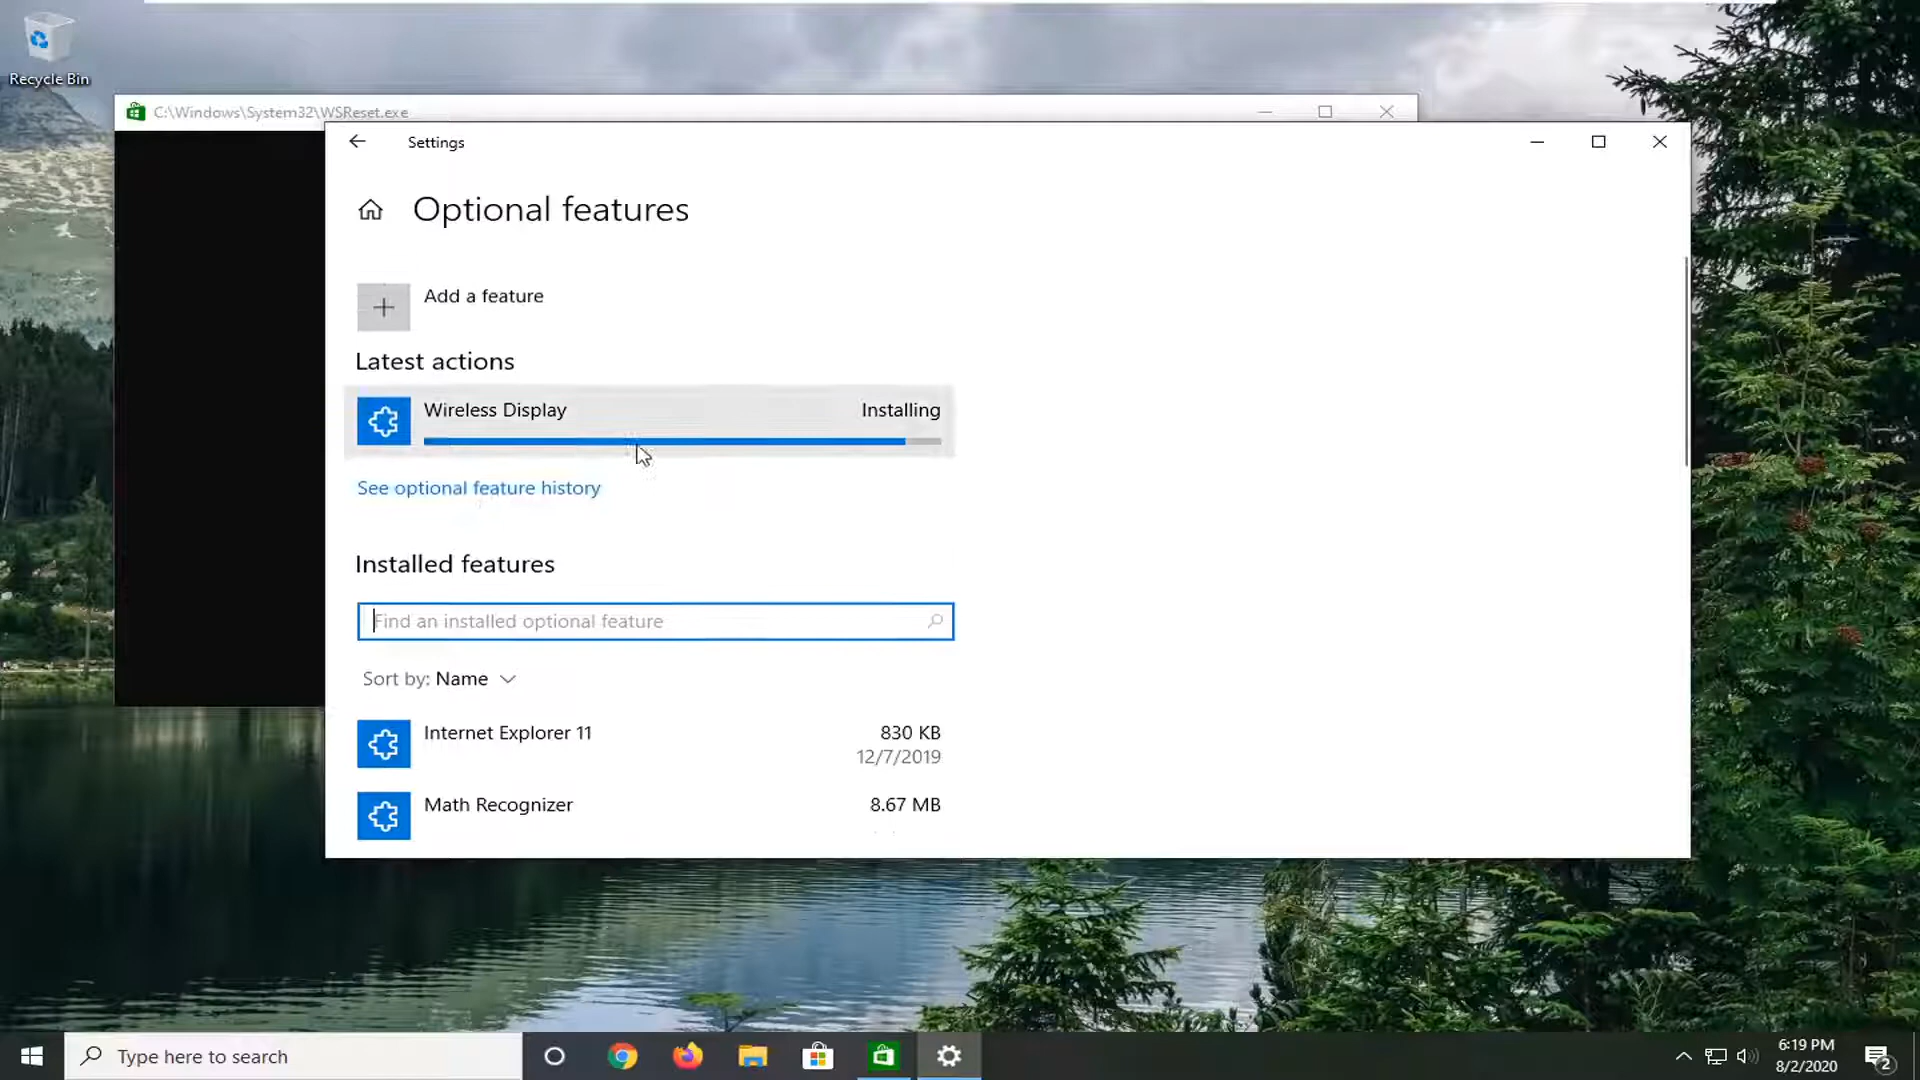 Recycle Bin
C:\Windows\System32\WSReset.exe
Settings
Optional features
Add a feature
Latest actions
Wireless Display
Installing
See optional feature history
Installed features
Find an installed optional feature
Sort by: Name
Internet Explorer 11
830 KB
12/7/2019
Math Recognizer
8.67 MB
Type here to search
6:19 PM
8/2/2020
2